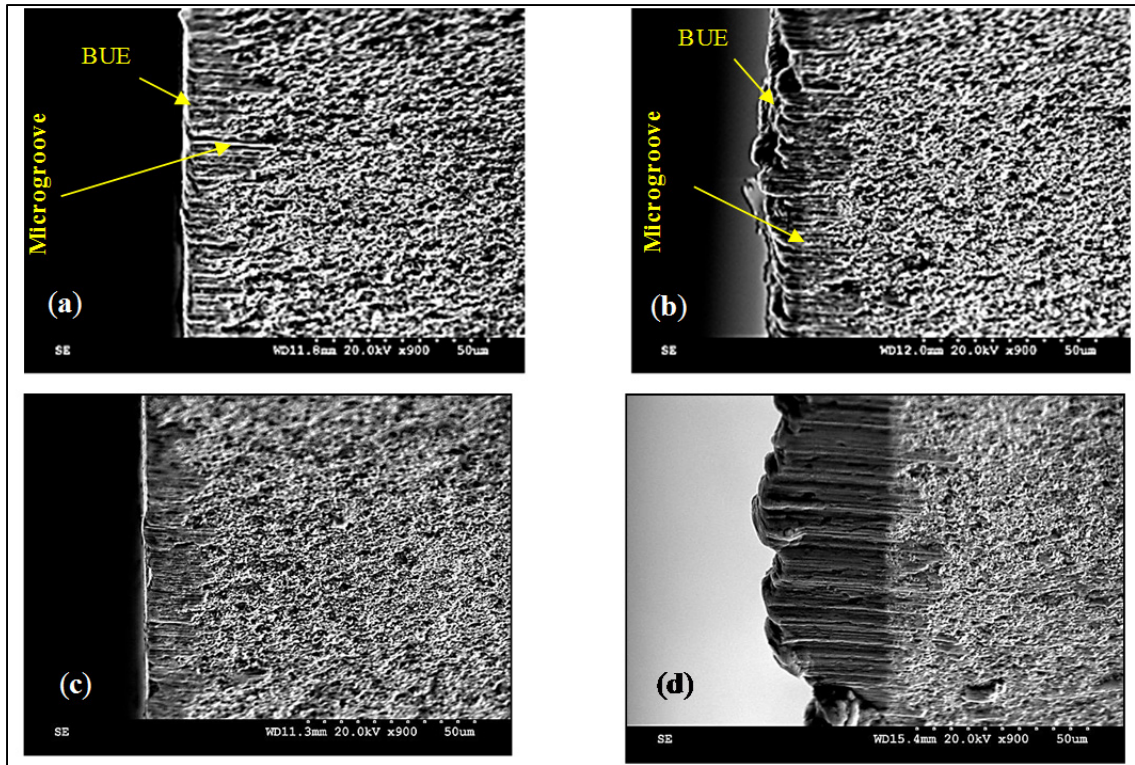 BUE
Microgroove
(a)
SE WD11.8mm 20.0kV x900 50um
BUE
Microgroove
(b)
SE WD12.0mm 20.0kV x900 50um
(c)
SE WD11.3mm 20.0kV x900 50um
(d)
SE WD15.4mm 20.0kV x900 50um